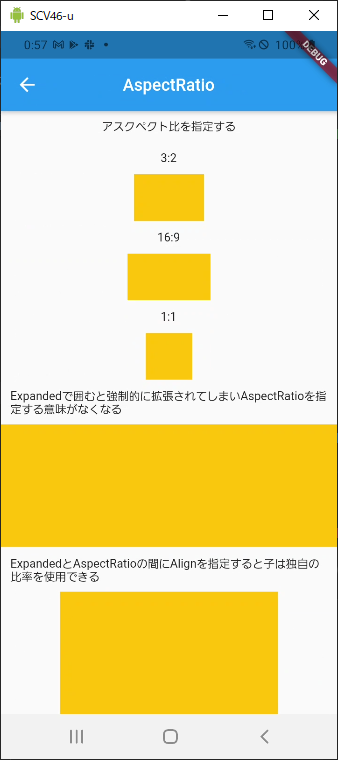 SCV46-u
0:57
100%
DEBUG
AspectRatio
アスクペクト比を指定する
3:2
16:9
1:1
Expandedで囲むと強制的に拡張されてしまいAspectRatioを指
定する意味がなくなる
ExpandedとAspectRatioの間にAlignを指定すると子は独自の
比率を使用できる